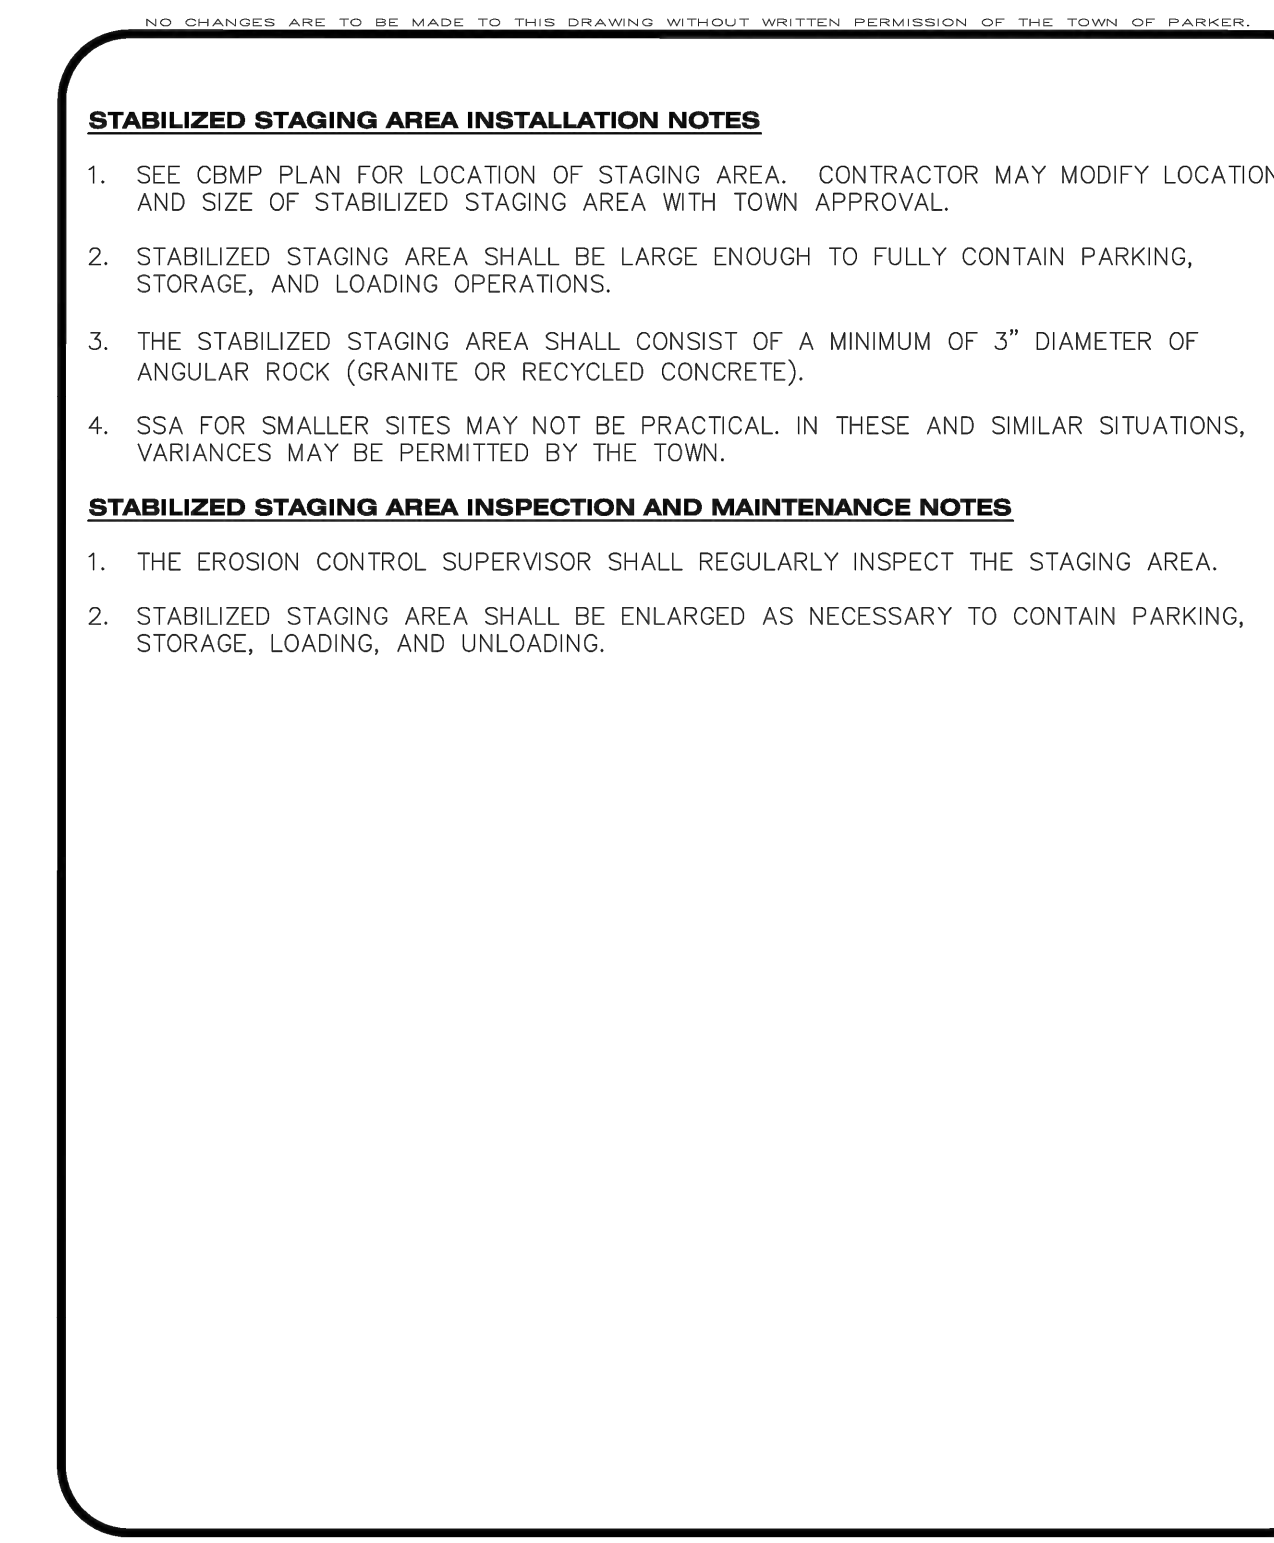 NO CHANGES ARE TO BE MADE TO THIS DRAWING WITHOUT WRITTEN PERMISSION OF THE TOWN OF PARKER.
STABILIZED STAGING AREA INSTALLATION NOTES
1. SEE CBMP PLAN FOR LOCATION OF STAGING AREA. CONTRACTOR MAY MODIFY LOCATION
AND SIZE OF STABILIZED STAGING AREA WITH TOWN APPROVAL.
2. STABILIZED STAGING AREA SHALL BE LARGE ENOUGH TO FULLY CONTAIN PARKING,
STORAGE, AND LOADING OPERATIONS.
3. THE STABILIZED STAGING AREA SHALL CONSIST OF A MINIMUM OF 3” DIAMETER OF
ANGULAR ROCK (GRANITE OR RECYCLED CONCRETE).
4. SSA FOR SMALLER SITES MAY NOT BE PRACTICAL. IN THESE AND SIMILAR SITUATIONS,
VARIANCES MAY BE PERMITTED BY THE TOWN.
STABILIZED STAGING AREA INSPECTION AND MAINTENANCE NOTES
1. THE EROSION CONTROL SUPERVISOR SHALL REGULARLY INSPECT THE STAGING AREA.
2. STABILIZED STAGING AREA SHALL BE ENLARGED AS NECESSARY TO CONTAIN PARKING,
STORAGE, LOADING, AND UNLOADING.